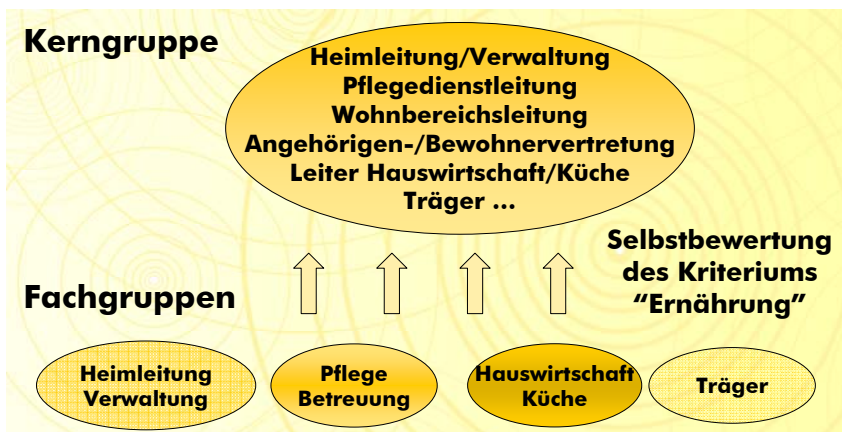 Kerngruppe
Heimleitung/Verwaltung
Pflegedienstleitung
Wohnbereichsleitung
Angehörigen-/Bewohnervertretung
Leiter Hauswirtschaft/Küche
Träger ...
Selbstbewertung
des Kriteriums
“Ernährung”
Fachgruppen
Heimleitung
Verwaltung
Pflege
Betreuung
Hauswirtschaft
Küche
Träger